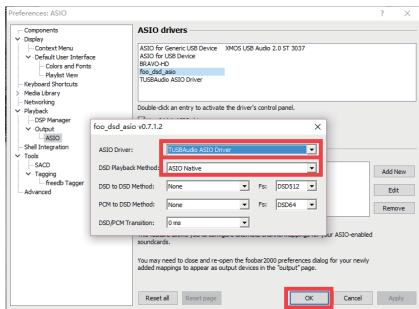 Preferences: ASIO
Components
Display
Context Menu
Default User Interface
Colors and Fonts
Playlist View
Keyboard Shortcuts
Media Library
Networking
Playback
DSP Manager
Output
ASIO
Shell Integration
Tools
SACD
Tagging
freedb Tagger
Advanced
ASIO drivers
ASIO for Generic USB Device XMOS USB Audio 2.0 ST 3037
ASIO for USB Device
BRAVO-HD
foo_dsd_asio
TUSBAudio ASIO Driver
Double-click an entry to activate the driver's control panel.
foo_dsd_asio v0.7.1.2
ASIO Driver: TUSBAudio ASIO Driver
DSD Playback Method: ASIO Native
DSD to DSD Method: None Fs: DSD512
PCM to DSD Method: None Fs: DSD64
DSD/PCM Transition: 0 ms
Add New
Edit
Remove
your ASIO-enabled
soundcards.
You may need to close and re-open the foobar2000 preferences dialog for your newly
added mappings to appear as output devices in the "output" page.
Reset all Reset page OK Cancel Apply